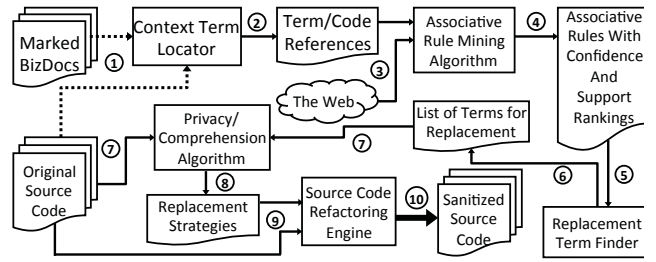 Marked
BizDocs
①
Context Term
Locator
②
Term/Code
References
③
The Web
Associative
Rule Mining
Algorithm
④
Associative
Rules With
Confidence
And
Support
Rankings
⑤
Replacement
Term Finder
⑥
List of Terms for
Replacement
⑦
Privacy/
Comprehension
Algorithm
⑦
Original
Source
Code
⑧
Replacement
Strategies
⑨
Source Code
Refactoring
Engine
⑩
Sanitized
Source
Code